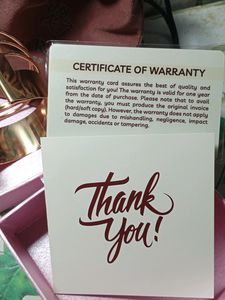 CERTIFICATE OF WARRANTY
This warranty card assures the best of quality and
satisfaction for you! The warranty is valid for one year
from the date of purchase. Please note that to avail
the warranty, you must produce the original invoice
(hard/soft copy). However, the warranty does not apply
to damages due to mishandling, negligence, impact
damage, accidents or tampering.
Thank
You!